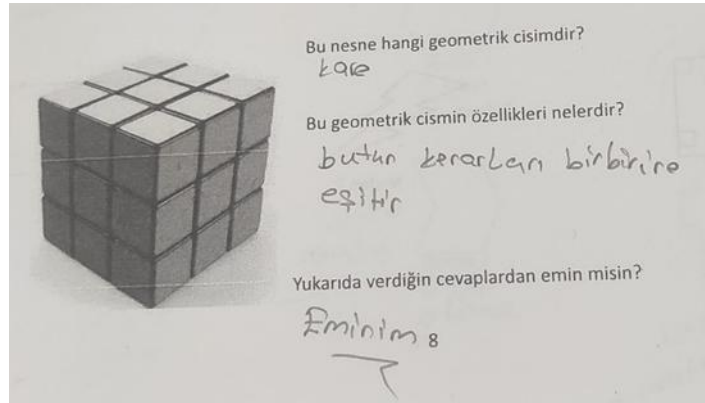 Bu nesne hangi geometrik cisimdir?
kare
Bu geometrik cismin özellikleri nelerdir?
butun kenarları birbirine
eşitir
Yukarıda verdiğin cevaplardan emin misin?
Eminim
8